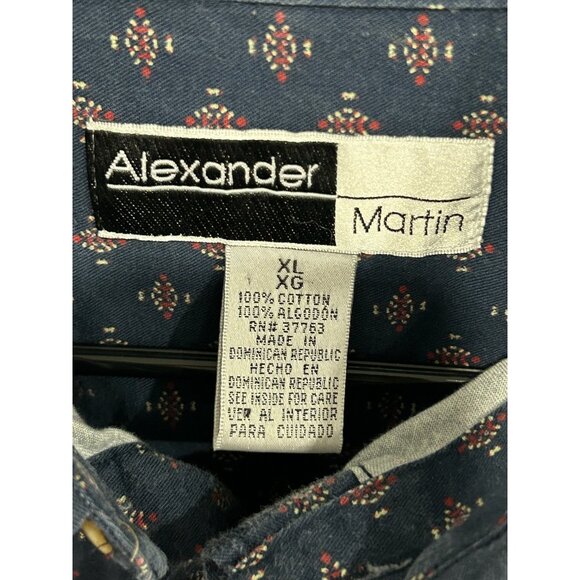 Alexander
Martin
XL
XG
100% COTTON
100% ALGODÓN
RN# 37763
MADE IN
DOMINICAN REPUBLIC
HECHO EN
DOMINICAN REPUBLIC
SEE INSIDE FOR CARE
VER AL INTERIOR
PARA CUIDADO